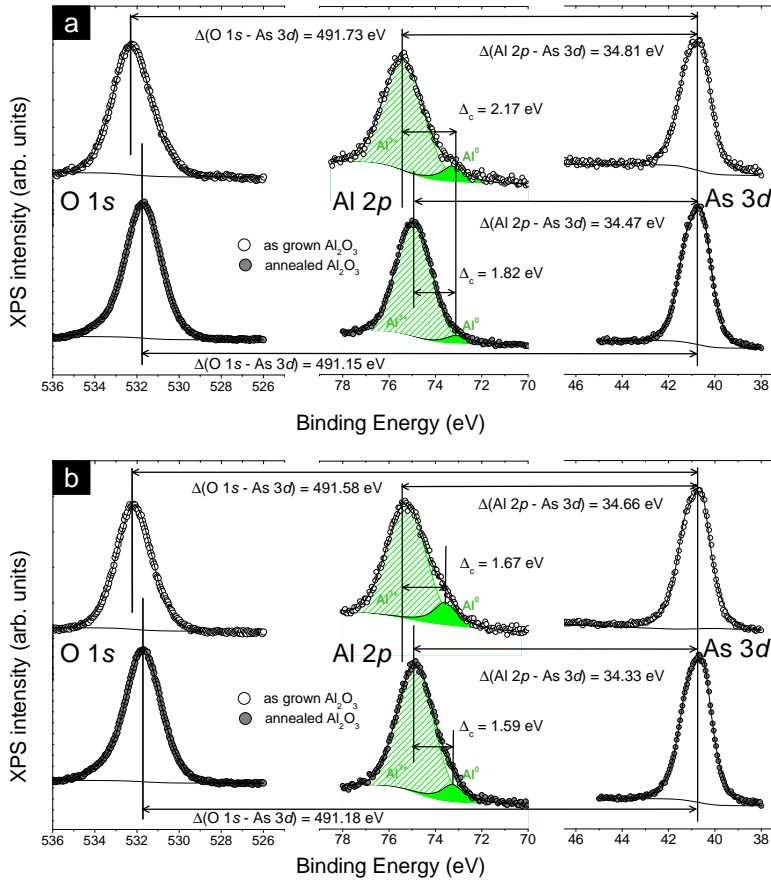 a
Δ(O 1s - As 3d) = 491.73 eV
Δ(Al 2p - As 3d) = 34.81 eV
Δc = 2.17 eV
Al³⁺
Al⁰
O 1s
Al 2p
As 3d
Δ(Al 2p - As 3d) = 34.47 eV
as grown Al₂O₃
annealed Al₂O₃
Δc = 1.82 eV
Al³⁺
Al⁰
Δ(O 1s - As 3d) = 491.15 eV
XPS intensity (arb. units)
536 534 532 530 528 526 78 76 74 72 70 46 44 42 40 38
Binding Energy (eV)
b
Δ(O 1s - As 3d) = 491.58 eV
Δ(Al 2p - As 3d) = 34.66 eV
Δc = 1.67 eV
Al³⁺
Al⁰
O 1s
Al 2p
As 3d
Δ(Al 2p - As 3d) = 34.33 eV
as grown Al₂O₃
annealed Al₂O₃
Δc = 1.59 eV
Al³⁺
Al⁰
Δ(O 1s - As 3d) = 491.18 eV
XPS intensity (arb. units)
536 534 532 530 528 526 78 76 74 72 70 46 44 42 40 38
Binding Energy (eV)